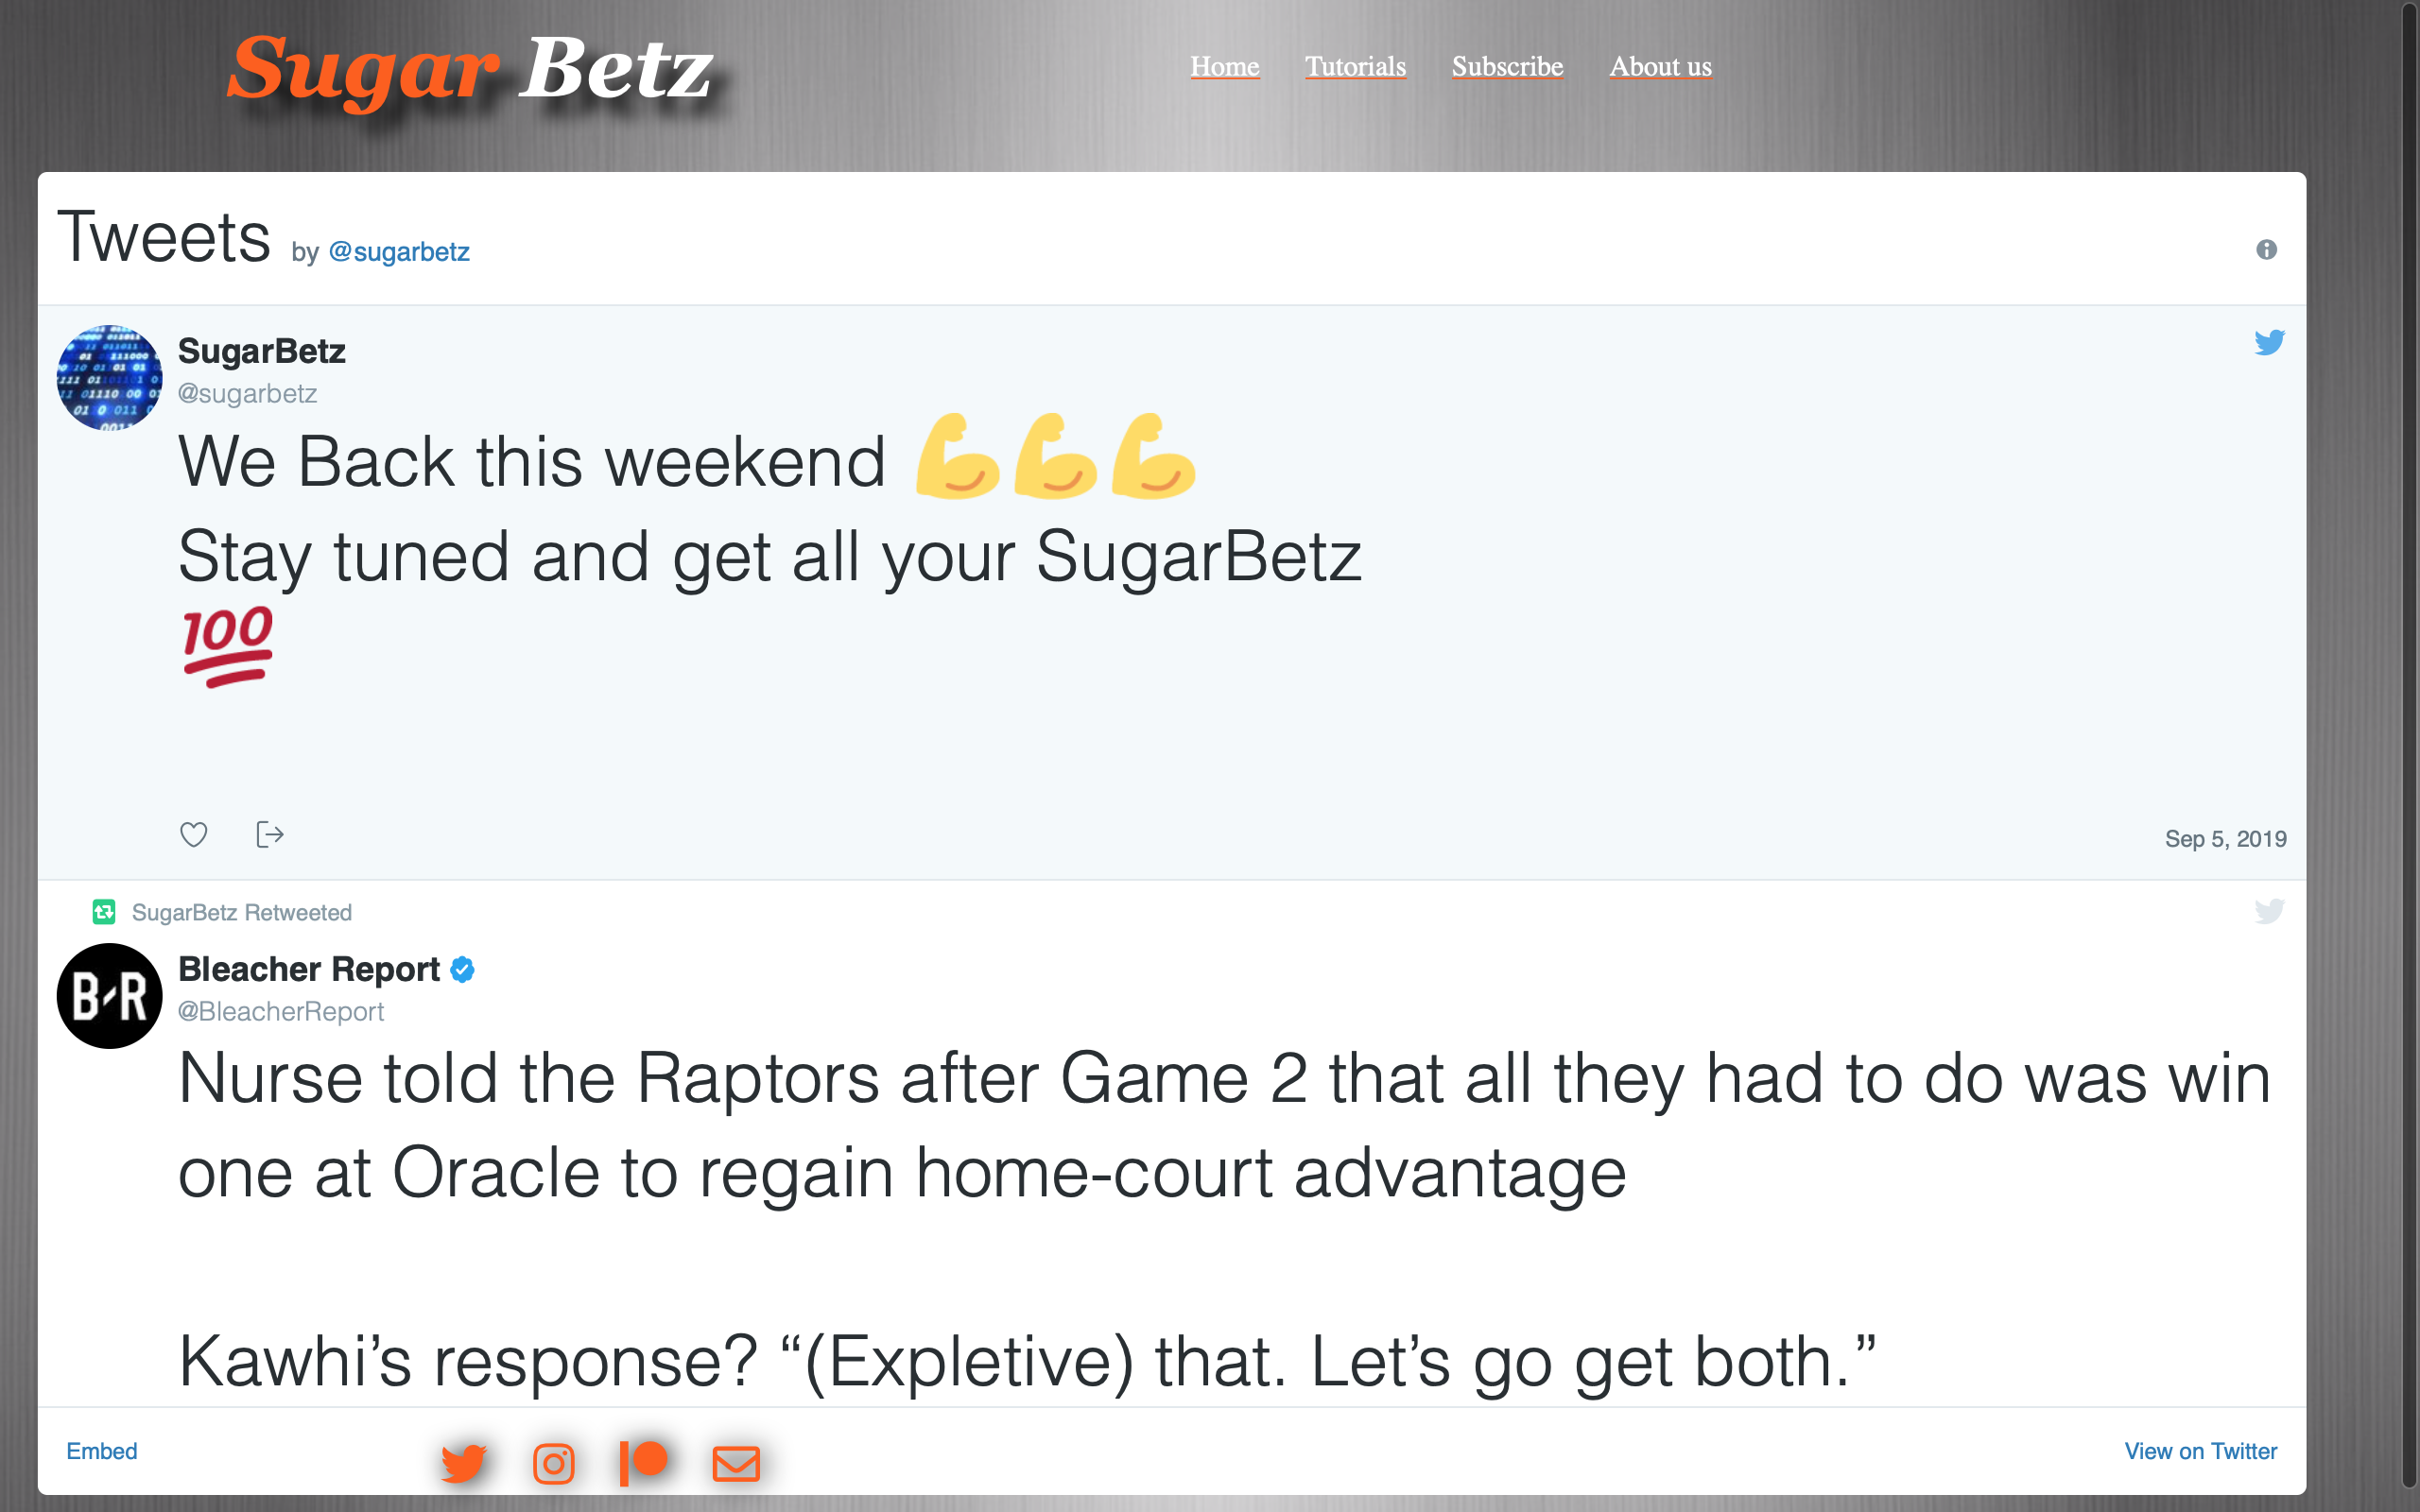 Sugar Betz
Home Tutorials Subscribe About us
Tweets by @sugarbetz
SugarBetz
@sugarbetz
We Back this weekend 💪💪💪
Stay tuned and get all your SugarBetz
💯
Sep 5, 2019
SugarBetz Retweeted
B/R
Bleacher Report
@BleacherReport
Nurse told the Raptors after Game 2 that all they had to do was win
one at Oracle to regain home-court advantage
Kawhi’s response? “(Expletive) that. Let’s go get both.”
Embed
View on Twitter